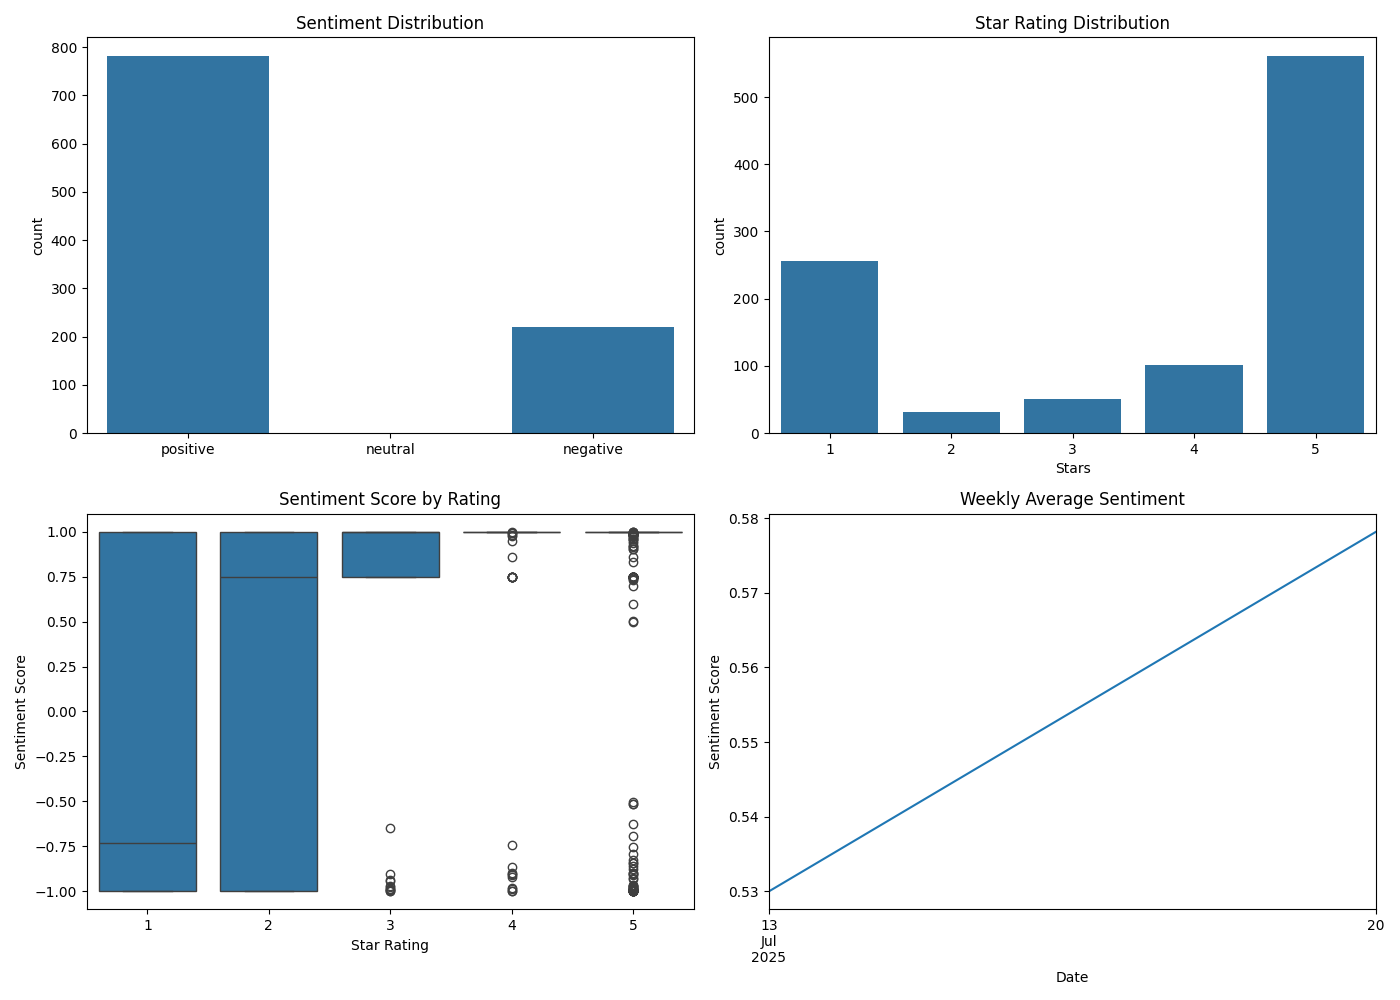 Sentiment Distribution
800
700
600
500
400
300
200
100
0
count
positive neutral negative
Star Rating Distribution
500
400
300
200
100
0
count
1 2 3 4 5
Stars
Sentiment Score by Rating
1.00
0.75
0.50
0.25
0.00
−0.25
−0.50
−0.75
−1.00
Sentiment Score
1 2 3 4 5
Star Rating
Weekly Average Sentiment
0.58
0.57
0.56
0.55
0.54
0.53
Sentiment Score
13 20
Jul
2025
Date